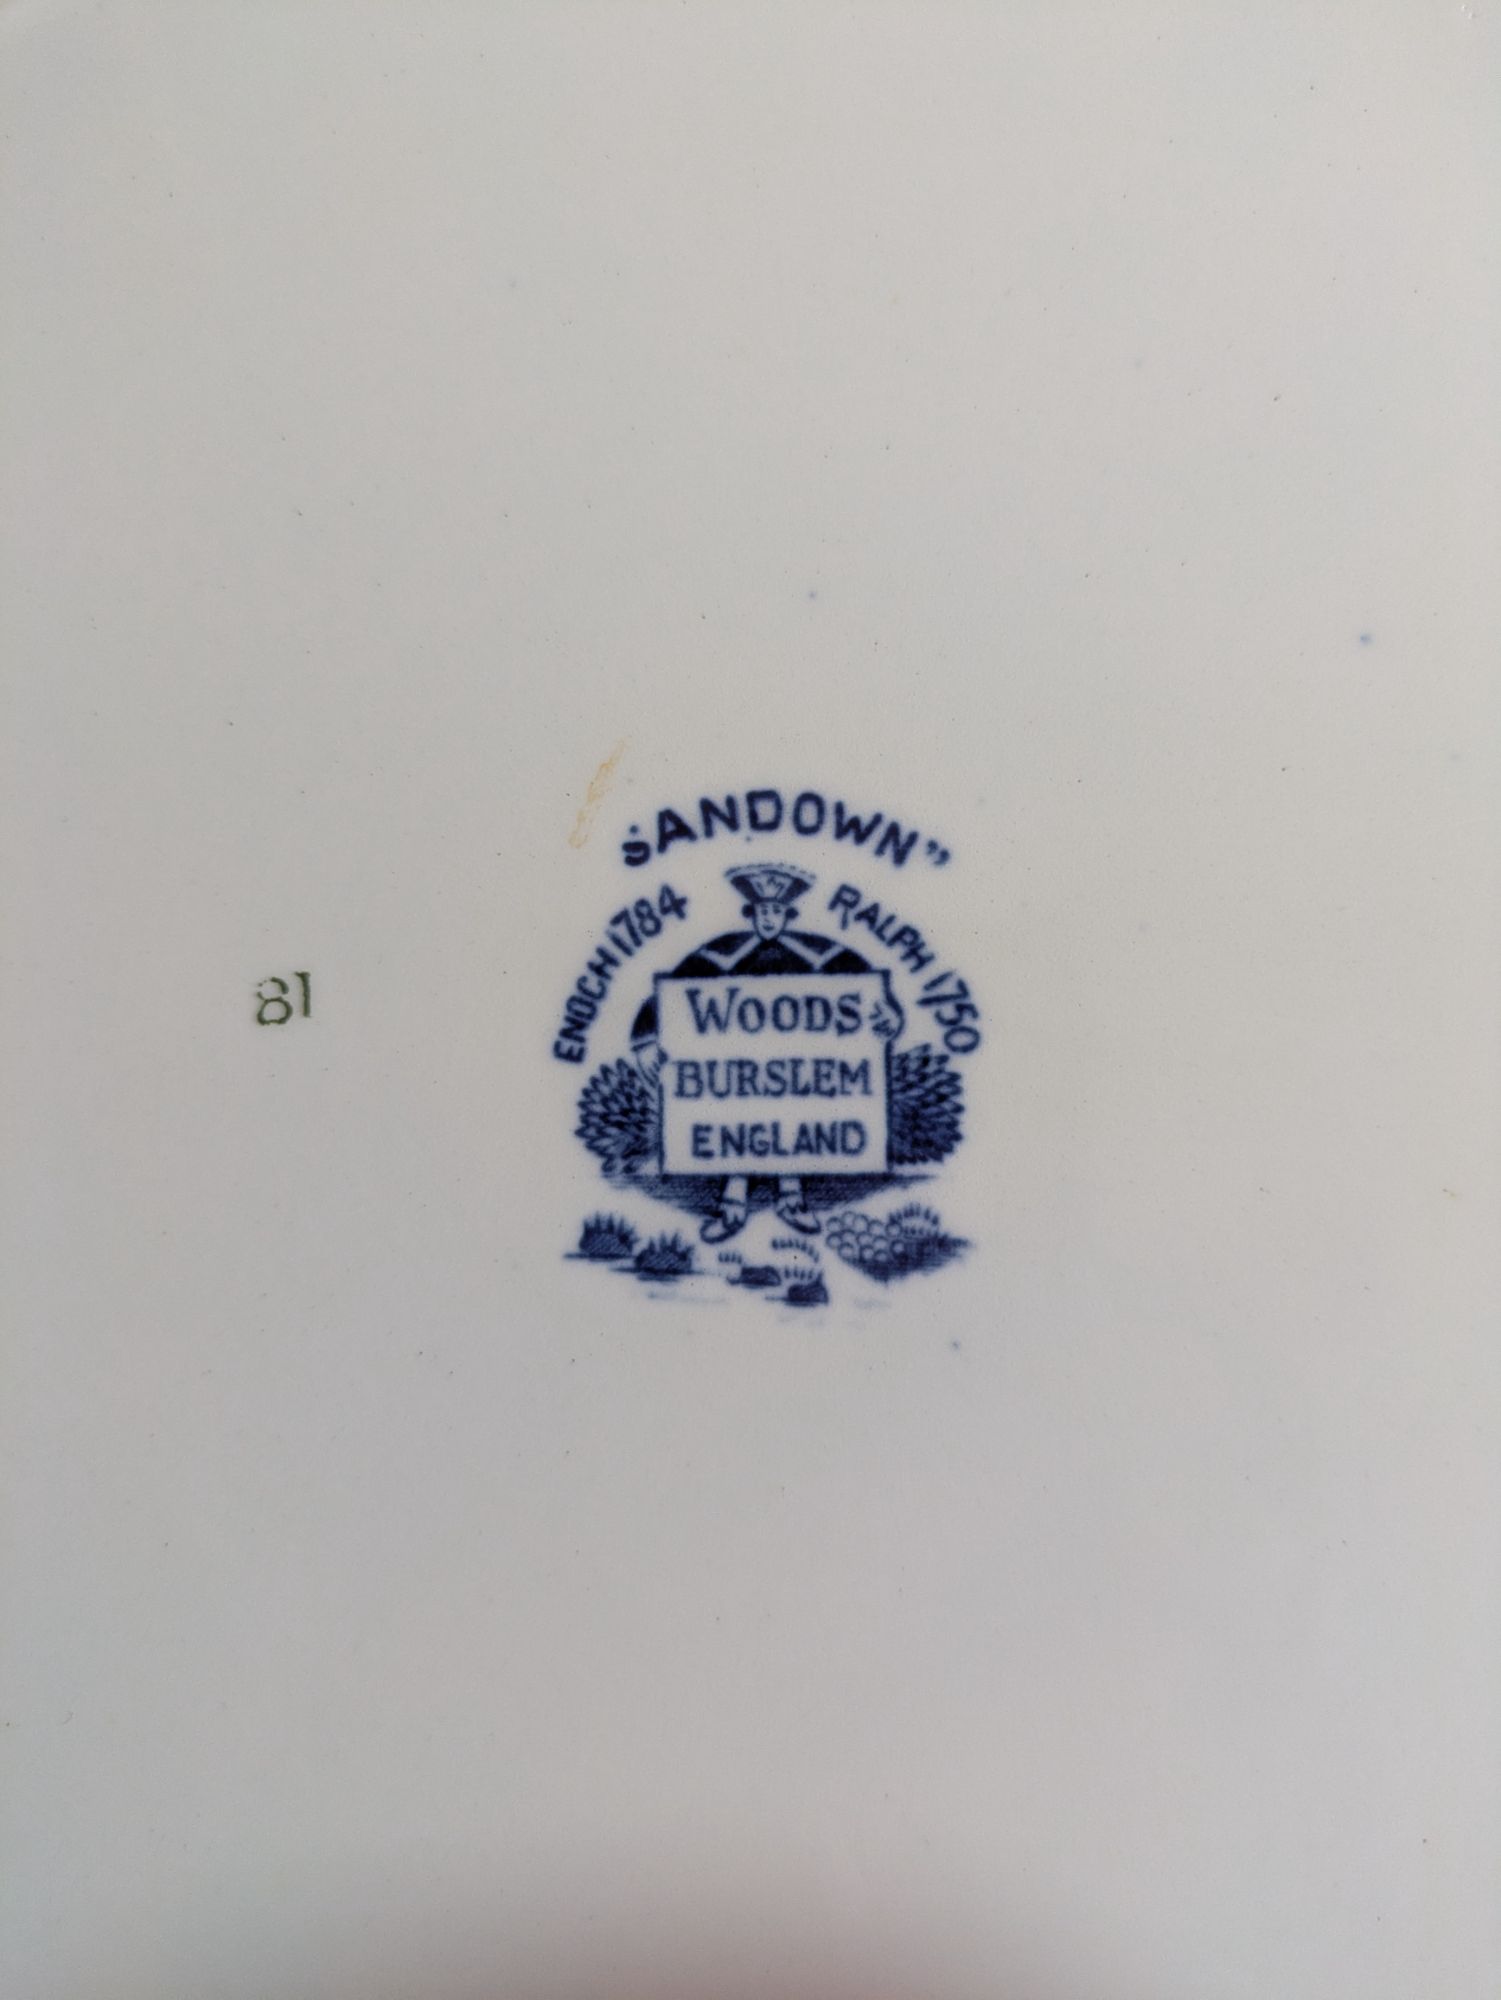 "SANDOWN"
ENOCH 1784
RALPH 1750
WOODS
BURSLEM
ENGLAND
81